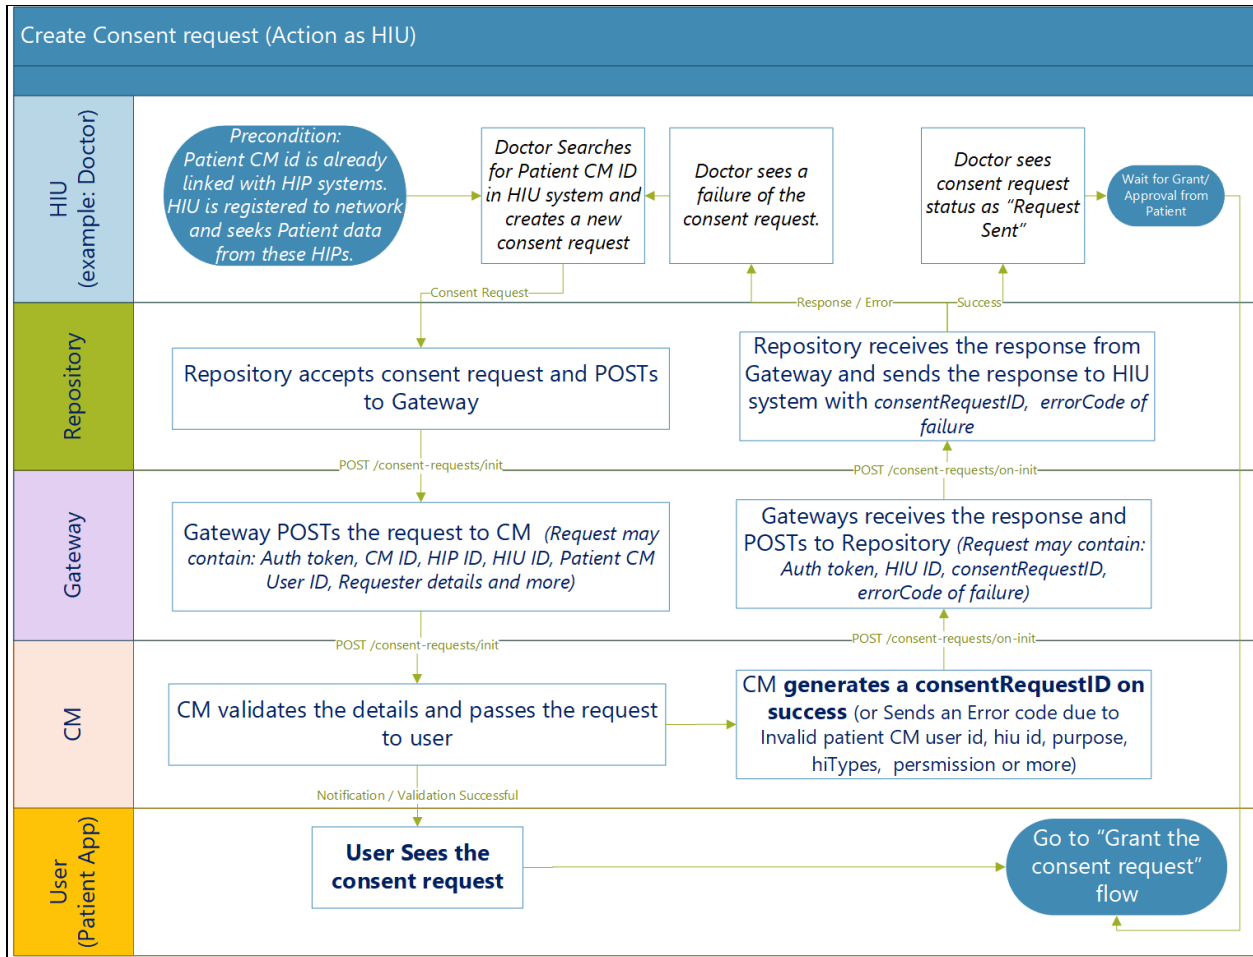 Create Consent request (Action as HIU)
HIU
(example: Doctor)
Precondition:
Patient CM id is already
linked with HIP systems.
HIU is registered to network
and seeks Patient data
from these HIPs.
Doctor Searches
for Patient CM ID
in HIU system and
creates a new
consent request
Doctor sees a
failure of the
consent request.
Doctor sees
consent request
status as “Request
Sent”
Wait for Grant/
Approval from
Patient
Consent Request
Response / Error
Success
Repository
Repository accepts consent request and POSTs
to Gateway
Repository receives the response from
Gateway and sends the response to HIU
system with consentRequestID, errorCode of
failure
POST /consent-requests/init
POST /consent-requests/on-init
Gateway
Gateway POSTs the request to CM (Request may
contain: Auth token, CM ID, HIP ID, HIU ID, Patient CM
User ID, Requester details and more)
Gateways receives the response and
POSTs to Repository (Request may contain:
Auth token, HIU ID, consentRequestID,
errorCode of failure)
POST /consent-requests/init
POST /consent-requests/on-init
CM
CM validates the details and passes the request
to user
CM generates a consentRequestID on
success (or Sends an Error code due to
Invalid patient CM user id, hiu id, purpose,
hiTypes, persmission or more)
Notification / Validation Successful
User
(Patient App)
User Sees the
consent request
Go to “Grant the
consent request”
flow